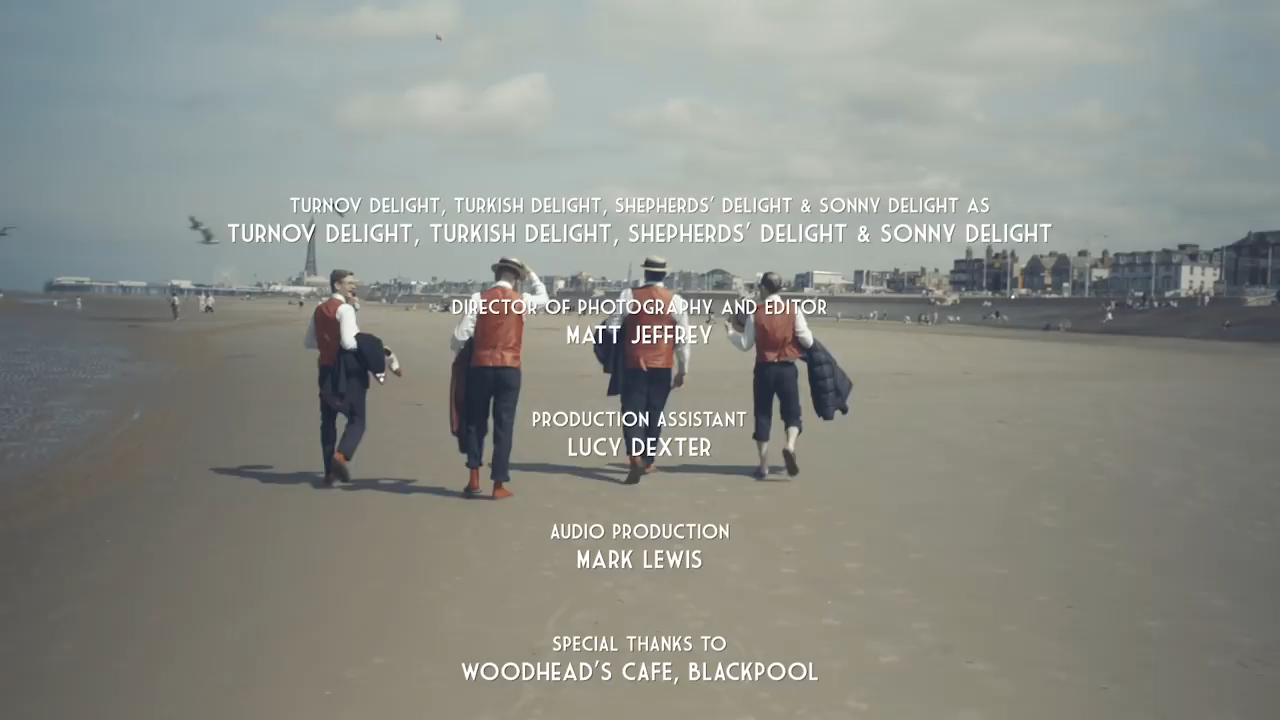 TURNOV DELIGHT, TURKISH DELIGHT, SHEPHERDS' DELIGHT & SONNY DELIGHT AS
TURNOV DELIGHT, TURKISH DELIGHT, SHEPHERDS' DELIGHT & SONNY DELIGHT
DIRECTOR OF PHOTOGRAPHY AND EDITOR
MATT JEFFREY
PRODUCTION ASSISTANT
LUCY DEXTER
AUDIO PRODUCTION
MARK LEWIS
SPECIAL THANKS TO
WOODHEAD'S CAFE, BLACKPOOL